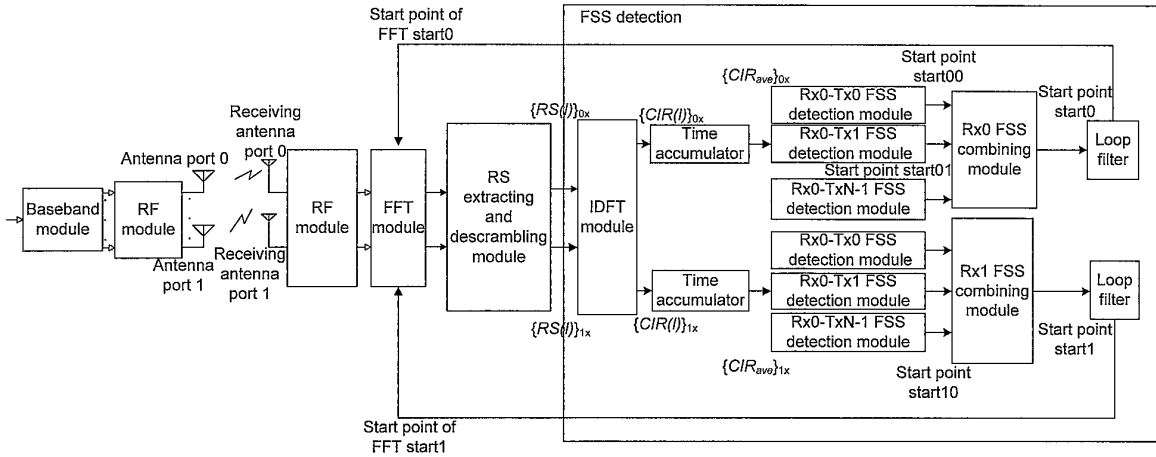 Start point of
FFT start0
FSS detection
Antenna port 0
Receiving
antenna
port 0
Baseband
module
RF
module
Antenna
port 1
Receiving
antenna
port 1
RF
module
FFT
module
RS
extracting
and
descrambling
module
{RS(l)}0x
{RS(l)}1x
IDFT
module
{CIR(l)}0x
Time
accumulator
Time
accumulator
{CIR(l)}1x
{CIRave}0x
Rx0-Tx0 FSS
detection module
Rx0-Tx1 FSS
detection module
Start point start01
Rx0-TxN-1 FSS
detection module
Rx0-Tx0 FSS
detection module
Rx0-Tx1 FSS
detection module
Rx0-TxN-1 FSS
detection module
{CIRave}1x
Start point
start00
Rx0 FSS
combining
module
Rx1 FSS
combining
module
Start point
start10
Start point
start0
Loop
filter
Loop
filter
Start point
start1
Start point of
FFT start1